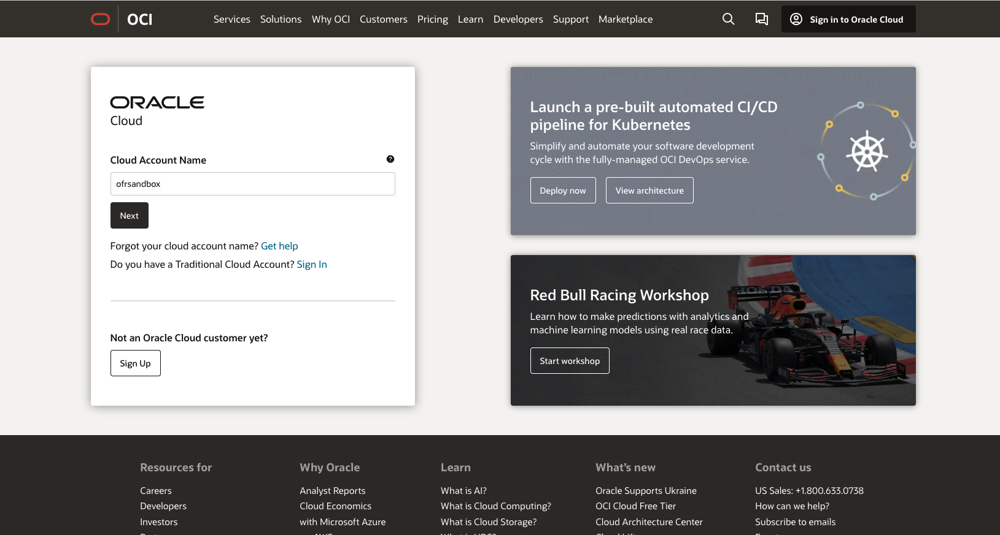 OCI
Services
Solutions
Why OCI
Customers
Pricing
Learn
Developers
Support
Marketplace
Sign in to Oracle Cloud
ORACLE
Cloud
Cloud Account Name
?
ofrsandbox
Next
Forgot your cloud account name? Get help
Do you have a Traditional Cloud Account? Sign In
Not an Oracle Cloud customer yet?
Sign Up
Launch a pre-built automated CI/CD
pipeline for Kubernetes
Simplify and automate your software development
cycle with the fully-managed OCI DevOps service.
Deploy now
View architecture
HONDA
Red Bull Racing Workshop
Learn how to make predictions with analytics and
machine learning models using real race data.
ORACLE
Start workshop
Resources for
Careers
Developers
Investors
Why Oracle
Analyst Reports
Cloud Economics
with Microsoft Azure
Learn
What is AI?
What is Cloud Computing?
What is Cloud Storage?
What's new
Oracle Supports Ukraine
OCI Cloud Free Tier
Cloud Architecture Center
Contact us
US Sales: +1.800.633.0738
How can we help?
Subscribe to emails